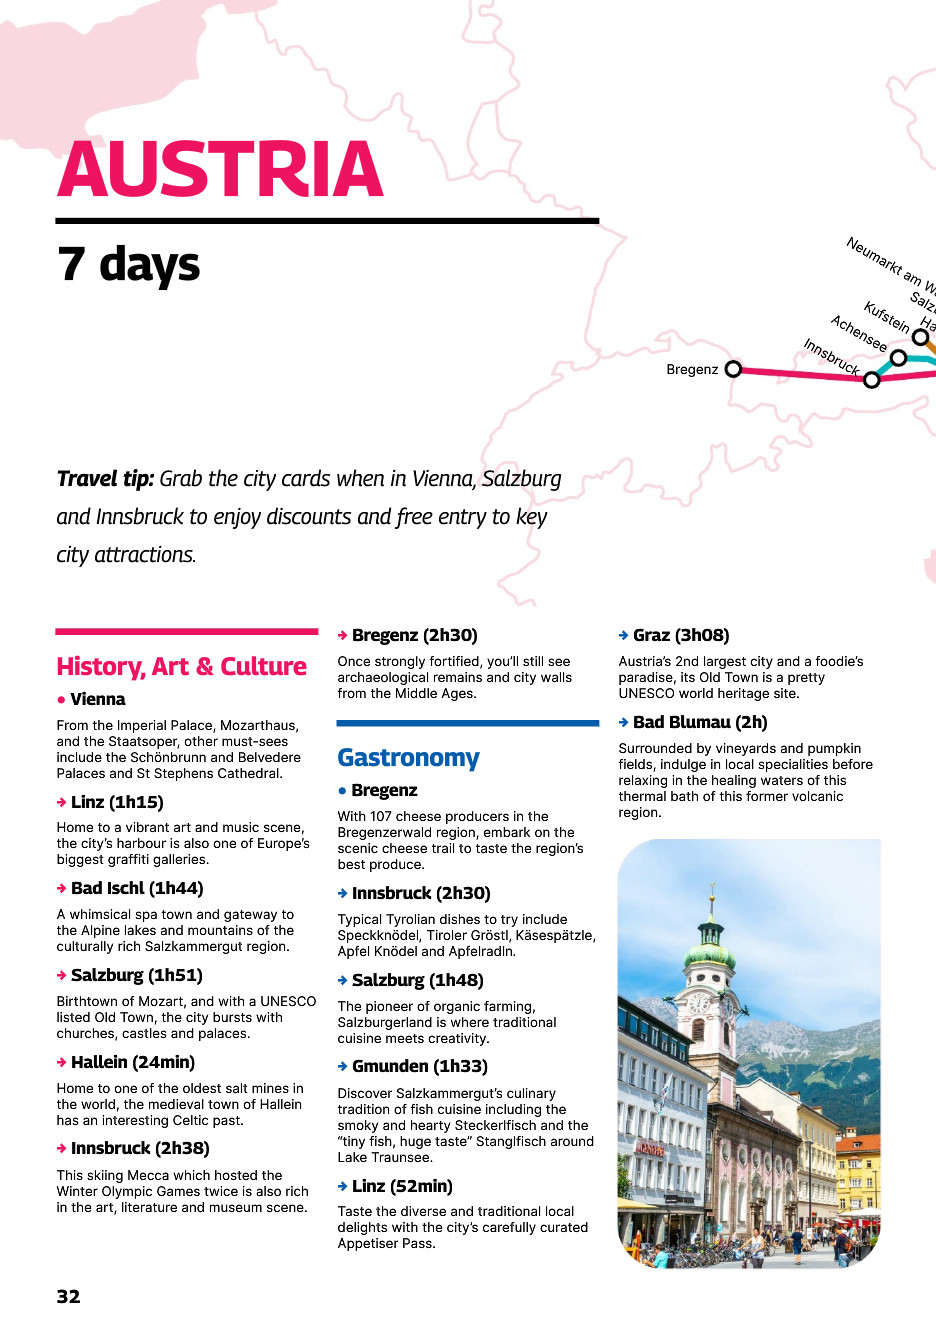 AUSTRIA
7 days
Neumarkt am
Kufstein
Achensee
Innsbruck
Bregenz
Travel tip: Grab the city cards when in Vienna, Salzburg
and Innsbruck to enjoy discounts and free entry to key
city attractions.
History, Art & Culture
• Vienna
From the Imperial Palace, Mozarthaus,
and the Staatsoper, other must-sees
include the Schönbrunn and Belvedere
Palaces and St Stephens Cathedral.
→ Linz (1h15)
Home to a vibrant art and music scene,
the city’s harbour is also one of Europe’s
biggest graffiti galleries.
→ Bad Ischl (1h44)
A whimsical spa town and gateway to
the Alpine lakes and mountains of the
culturally rich Salzkammergut region.
→ Salzburg (1h51)
Birthtown of Mozart, and with a UNESCO
listed Old Town, the city bursts with
churches, castles and palaces.
→ Hallein (24min)
Home to one of the oldest salt mines in
the world, the medieval town of Hallein
has an interesting Celtic past.
→ Innsbruck (2h38)
This skiing Mecca which hosted the
Winter Olympic Games twice is also rich
in the art, literature and museum scene.
→ Bregenz (2h30)
Once strongly fortified, you’ll still see
archaeological remains and city walls
from the Middle Ages.
Gastronomy
• Bregenz
With 107 cheese producers in the
Bregenzerwald region, embark on the
scenic cheese trail to taste the region’s
best produce.
→ Innsbruck (2h30)
Typical Tyrolian dishes to try include
Speckknödel, Tiroler Gröstl, Käsespätzle,
Apfel Knödel and Apfelradln.
→ Salzburg (1h48)
The pioneer of organic farming,
Salzburgerland is where traditional
cuisine meets creativity.
→ Gmunden (1h33)
Discover Salzkammergut’s culinary
tradition of fish cuisine including the
smoky and hearty Steckerlfisch and the
“tiny fish, huge taste” Stanglfisch around
Lake Traunsee.
→ Linz (52min)
Taste the diverse and traditional local
delights with the city’s carefully curated
Appetiser Pass.
→ Graz (3h08)
Austria’s 2nd largest city and a foodie’s
paradise, its Old Town is a pretty
UNESCO world heritage site.
→ Bad Blumau (2h)
Surrounded by vineyards and pumpkin
fields, indulge in local specialities before
relaxing in the healing waters of this
thermal bath of this former volcanic
region.
32